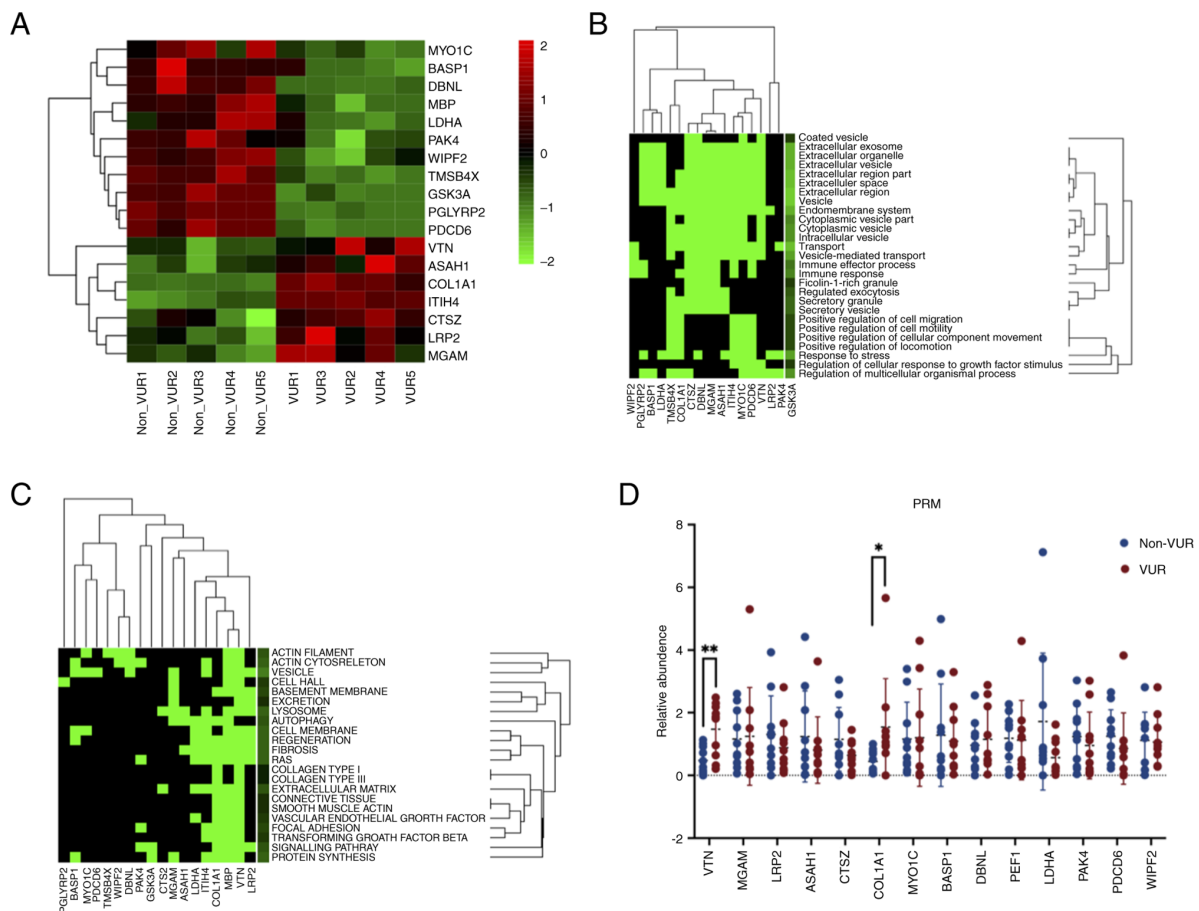 A
MYO1C
BASP1
DBNL
MBP
LDHA
PAK4
WIPF2
TMSB4X
GSK3A
PGLYRP2
PDCD6
VTN
ASAH1
COL1A1
ITIH4
CTSZ
LRP2
MGAM
2
1
0
−1
−2
Non_VUR1
Non_VUR2
Non_VUR3
Non_VUR4
Non_VUR5
VUR1
VUR3
VUR2
VUR4
VUR5
B
Coated vesicle
Extracellular exosome
Extracellular organelle
Extracellular vesicle
Extracellular region part
Extracelluler space
Extracellular region
Vesicle
Endomembrane system
Cytoplasmic vesicle part
Cytoplasmic vesicle
Intracellular vesicle
Transport
Vesicle-mediated transport
Immune effector process
Immune response
Ficolin-1-rich granule
Regulated exocytosis
Secretory granule
Secretory vesicle
Positive regulation of cell migration
Positive regulation of cell motility
Positive regulation of cellular component movement
Positive regulation of locomotion
Response to stress
Regulation of cellular response to growth factor stimulus
Regulation of multicellular organismal process
WIPF2
PGLYRP2
BASP1
LDHA
TMSB4X
COL1A1
CTSZ
DBNL
MGAM
ASAH1
ITIH4
MYO1C
PDCD6
VTN
LRP2
PAK4
GSK3A
C
ACTIN FILAMENT
ACTIN CYTOSRELETON
VESICLE
CELL HALL
BASEMENT MEMBRANE
EXCRETION
LYSOSOME
AUTOPHAGY
CELL MEMBRANE
REGENERATION
FIBROSIS
RAS
COLLAGEN TYPE I
COLLAGEN TYPE III
EXTRACELLULAR MATRIX
CONNECTIVE TISSUE
SMOOTH MUSCLE ACTIN
VASCULAR ENDOTHELIAL GRORTH FACTOR
FOCAL ADHESION
TRANSFORMING GROATH FACTOR BETA
SIGNALLING PATHRAY
PROTEIN SYNTHESIS
PGLYRP2
BASP1
MYO1C
PDCD6
TMSB4X
WIPF2
DBNL
PAK4
GSK3A
CTS2
MGAM
ASAH1
LDHA
ITIH4
COL1A1
MBP
VTN
LRP2
D
PRM
Non-VUR
VUR
Relative abundence
8
6
4
2
0
-2
**
*
VTN
MGAM
LRP2
ASAH1
CTSZ
COL1A1
MYO1C
BASP1
DBNL
PEF1
LDHA
PAK4
PDCD6
WIPF2